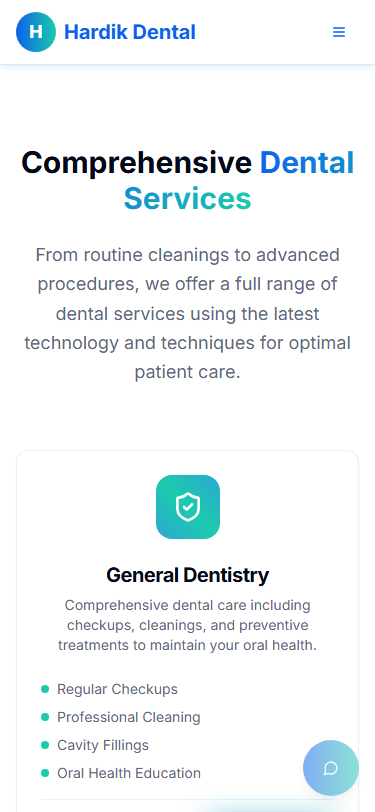 H Hardik Dental
Comprehensive Dental
Services
From routine cleanings to advanced
procedures, we offer a full range of
dental services using the latest
technology and techniques for optimal
patient care.
General Dentistry
Comprehensive dental care including
checkups, cleanings, and preventive
treatments to maintain your oral health.
Regular Checkups
Professional Cleaning
Cavity Fillings
Oral Health Education